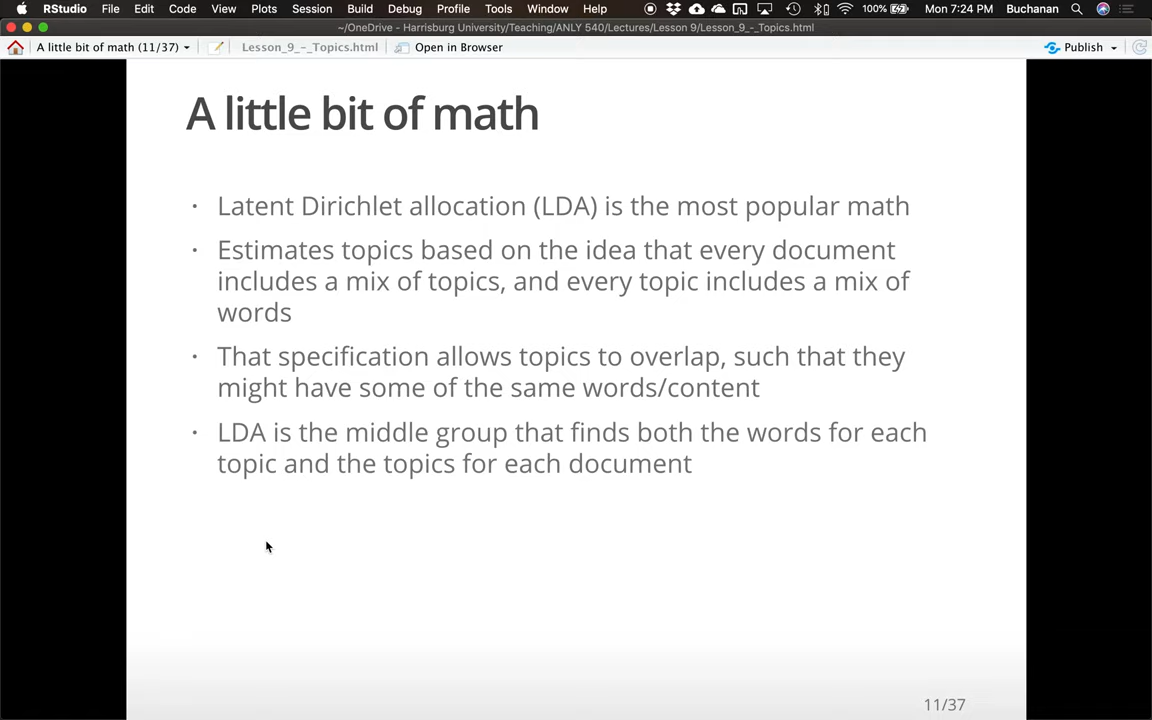 RStudio File Edit Code View Plots Session Build Debug Profile Tools Window Help 100% Mon 7:24 PM Buchanan
~/OneDrive - Harrisburg University/Teaching/ANLY 540/Lectures/Lesson 9/Lesson_9_-_Topics.html
A little bit of math (11/37) Lesson_9_-_Topics.html Open in Browser Publish
A little bit of math
· Latent Dirichlet allocation (LDA) is the most popular math
· Estimates topics based on the idea that every document
includes a mix of topics, and every topic includes a mix of
words
· That specification allows topics to overlap, such that they
might have some of the same words/content
· LDA is the middle group that finds both the words for each
topic and the topics for each document
11/37